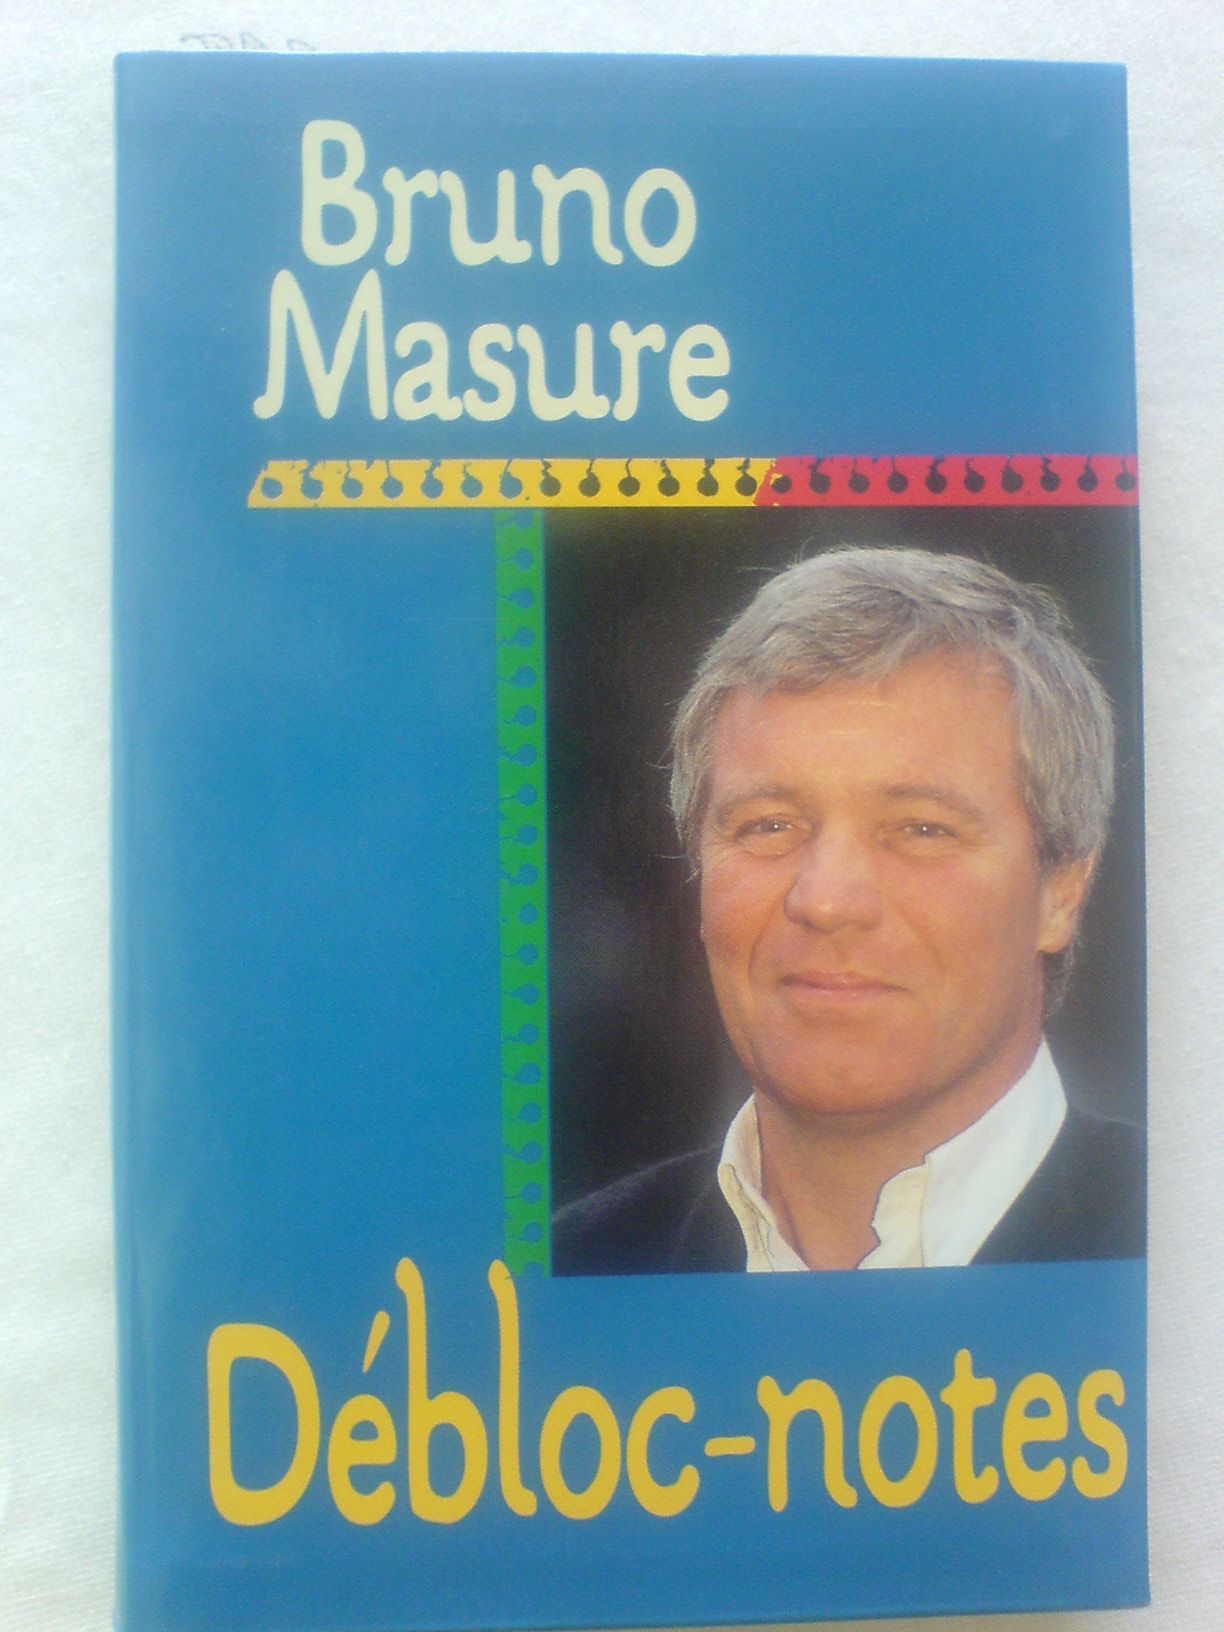 Bruno
Masure
Débloc-notes